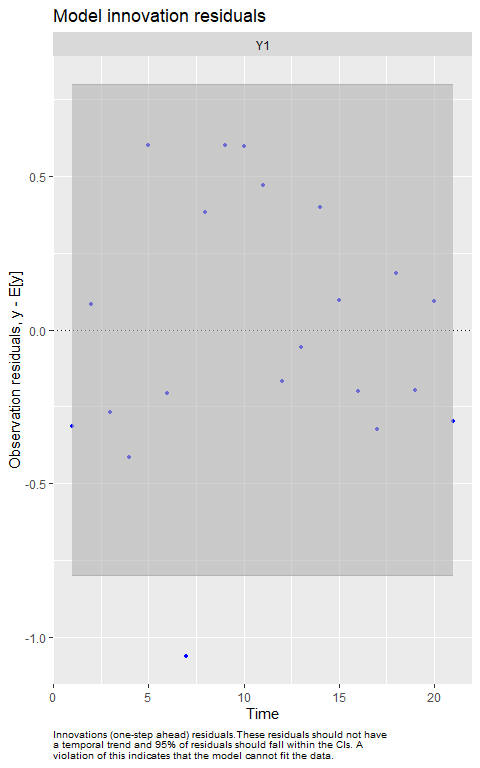 Model innovation residuals
Y1
Observation residuals, y - E[y]
0.5
0.0
-0.5
-1.0
0
5
10
15
20
Time
Innovations (one-step ahead) residuals.These residuals should not have
a temporal trend and 95% of residuals should fall within the CIs. A
violation of this indicates that the model cannot fit the data.